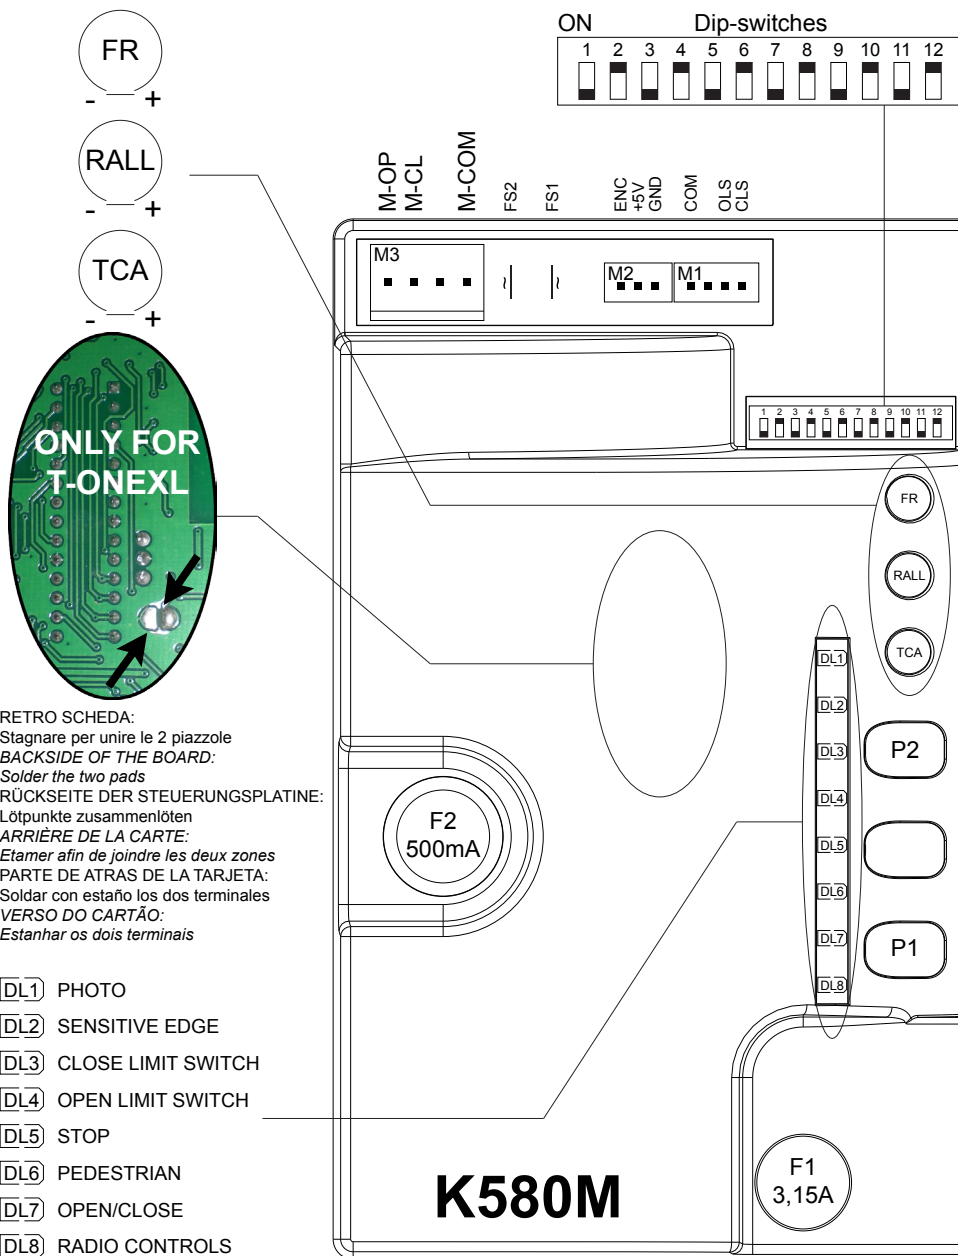 FR
- +
RALL
- +
TCA
- +
ON Dip-switches
1 2 3 4 5 6 7 8 9 10 11 12
M-OP
M-CL
M-COM
FS2
FS1
ENC
+5V
GND
COM
OLS
CLS
M3
~
~
M2
M1
1 2 3 4 5 6 7 8 9 10 11 12
FR
RALL
TCA
ONLY FOR
T-ONEXL
RETRO SCHEDA:
Stagnare per unire le 2 piazzole
BACKSIDE OF THE BOARD:
Solder the two pads
RÜCKSEITE DER STEUERUNGSPLATINE:
Lötpunkte zusammenlöten
ARRIÈRE DE LA CARTE:
Etamer afin de joindre les deux zones
PARTE DE ATRAS DE LA TARJETA:
Soldar con estaño los dos terminales
VERSO DO CARTÃO:
Estanhar os dois terminais
DL1
DL2
DL3
DL4
DL5
DL6
DL7
DL8
P2
P1
F2
500mA
DL1 PHOTO
DL2 SENSITIVE EDGE
DL3 CLOSE LIMIT SWITCH
DL4 OPEN LIMIT SWITCH
DL5 STOP
DL6 PEDESTRIAN
DL7 OPEN/CLOSE
DL8 RADIO CONTROLS
K580M
F1
3,15A